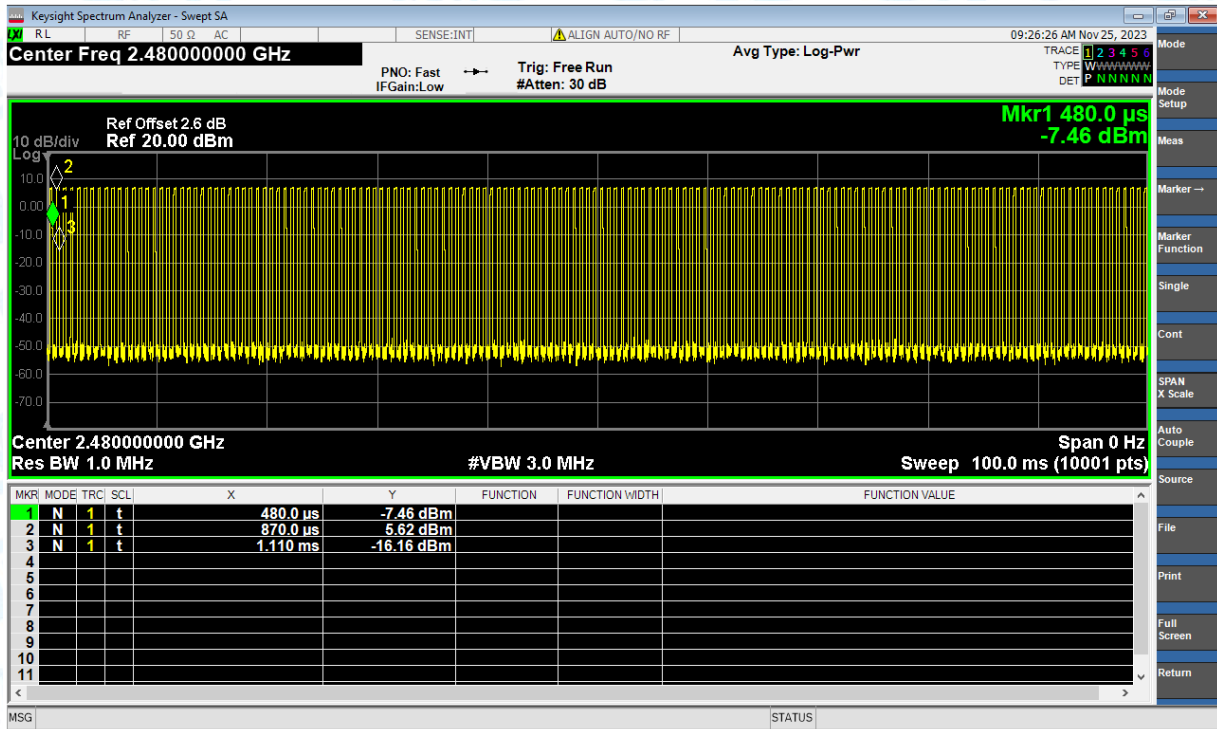 Keysight Spectrum Analyzer - Swept SA
LXI RL RF 50 Ω AC SENSE:INT ALIGN AUTO/NO RF 09:26:26 AM Nov 25, 2023
Center Freq 2.480000000 GHz
PNO: Fast
IFGain:Low
Trig: Free Run
#Atten: 30 dB
Avg Type: Log-Pwr
TRACE 1 2 3 4 5 6
TYPE WWWWWW
DET P N N N N N
Mkr1 480.0 µs
-7.46 dBm
Ref Offset 2.6 dB
10 dB/div Ref 20.00 dBm
Log
10.0
0.00
-10.0
-20.0
-30.0
-40.0
-50.0
-60.0
-70.0
2
1
3
Center 2.480000000 GHz Span 0 Hz
Res BW 1.0 MHz #VBW 3.0 MHz Sweep 100.0 ms (10001 pts)
MKR MODE TRC SCL X Y FUNCTION FUNCTION WIDTH FUNCTION VALUE
1 N 1 t 480.0 µs -7.46 dBm
2 N 1 t 870.0 µs 5.62 dBm
3 N 1 t 1.110 ms -16.16 dBm
4
5
6
7
8
9
10
11
MSG STATUS
Mode
Mode
Setup
Meas
Marker →
Marker
Function
Single
Cont
SPAN
X Scale
Auto
Couple
Source
File
Print
Full
Screen
Return